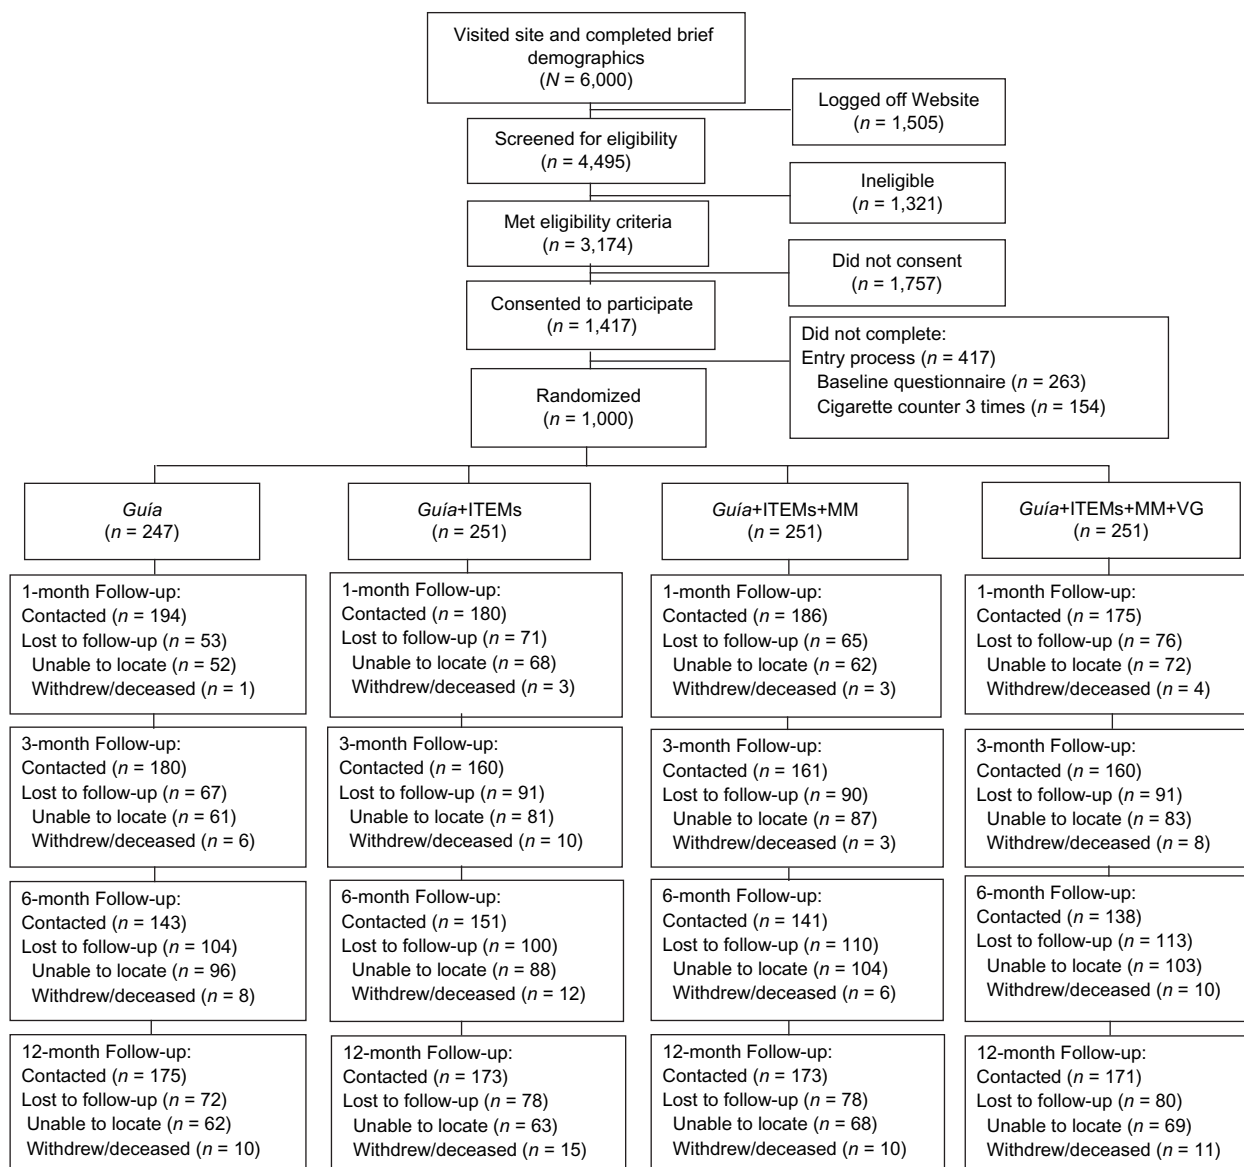 Visited site and completed brief
demographics
(N = 6,000)
Logged off Website
(n = 1,505)
Screened for eligibility
(n = 4,495)
Ineligible
(n = 1,321)
Met eligibility criteria
(n = 3,174)
Did not consent
(n = 1,757)
Consented to participate
(n = 1,417)
Did not complete:
Entry process (n = 417)
Baseline questionnaire (n = 263)
Cigarette counter 3 times (n = 154)
Randomized
(n = 1,000)
Guía
(n = 247)
Guía+ITEMs
(n = 251)
Guía+ITEMs+MM
(n = 251)
Guía+ITEMs+MM+VG
(n = 251)
1-month Follow-up:
Contacted (n = 194)
Lost to follow-up (n = 53)
Unable to locate (n = 52)
Withdrew/deceased (n = 1)
1-month Follow-up:
Contacted (n = 180)
Lost to follow-up (n = 71)
Unable to locate (n = 68)
Withdrew/deceased (n = 3)
1-month Follow-up:
Contacted (n = 186)
Lost to follow-up (n = 65)
Unable to locate (n = 62)
Withdrew/deceased (n = 3)
1-month Follow-up:
Contacted (n = 175)
Lost to follow-up (n = 76)
Unable to locate (n = 72)
Withdrew/deceased (n = 4)
3-month Follow-up:
Contacted (n = 180)
Lost to follow-up (n = 67)
Unable to locate (n = 61)
Withdrew/deceased (n = 6)
3-month Follow-up:
Contacted (n = 160)
Lost to follow-up (n = 91)
Unable to locate (n = 81)
Withdrew/deceased (n = 10)
3-month Follow-up:
Contacted (n = 161)
Lost to follow-up (n = 90)
Unable to locate (n = 87)
Withdrew/deceased (n = 3)
3-month Follow-up:
Contacted (n = 160)
Lost to follow-up (n = 91)
Unable to locate (n = 83)
Withdrew/deceased (n = 8)
6-month Follow-up:
Contacted (n = 143)
Lost to follow-up (n = 104)
Unable to locate (n = 96)
Withdrew/deceased (n = 8)
6-month Follow-up:
Contacted (n = 151)
Lost to follow-up (n = 100)
Unable to locate (n = 88)
Withdrew/deceased (n = 12)
6-month Follow-up:
Contacted (n = 141)
Lost to follow-up (n = 110)
Unable to locate (n = 104)
Withdrew/deceased (n = 6)
6-month Follow-up:
Contacted (n = 138)
Lost to follow-up (n = 113)
Unable to locate (n = 103)
Withdrew/deceased (n = 10)
12-month Follow-up:
Contacted (n = 175)
Lost to follow-up (n = 72)
Unable to locate (n = 62)
Withdrew/deceased (n = 10)
12-month Follow-up:
Contacted (n = 173)
Lost to follow-up (n = 78)
Unable to locate (n = 63)
Withdrew/deceased (n = 15)
12-month Follow-up:
Contacted (n = 173)
Lost to follow-up (n = 78)
Unable to locate (n = 68)
Withdrew/deceased (n = 10)
12-month Follow-up:
Contacted (n = 171)
Lost to follow-up (n = 80)
Unable to locate (n = 69)
Withdrew/deceased (n = 11)